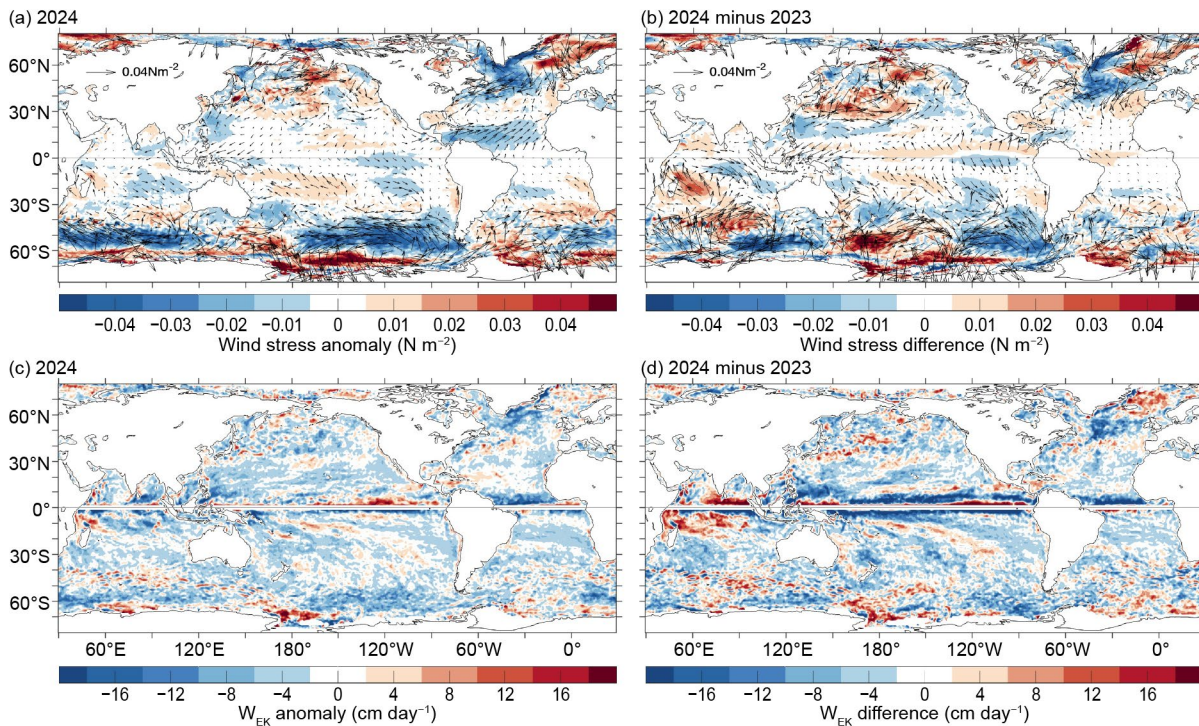 (a) 2024
(b) 2024 minus 2023
60°N
30°N
0°
30°S
60°S
0.04Nm⁻²
0.04Nm⁻²
−0.04 −0.03 −0.02 −0.01 0 0.01 0.02 0.03 0.04
Wind stress anomaly (N m⁻²)
−0.04 −0.03 −0.02 −0.01 0 0.01 0.02 0.03 0.04
Wind stress difference (N m⁻²)
(c) 2024
(d) 2024 minus 2023
60°N
30°N
0°
30°S
60°S
60°E 120°E 180° 120°W 60°W 0°
60°E 120°E 180° 120°W 60°W 0°W
−16 −12 −8 −4 0 4 8 12 16
W_EK anomaly (cm day⁻¹)
−16 −12 −8 −4 0 4 8 12 16
W_EK difference (cm day⁻¹)